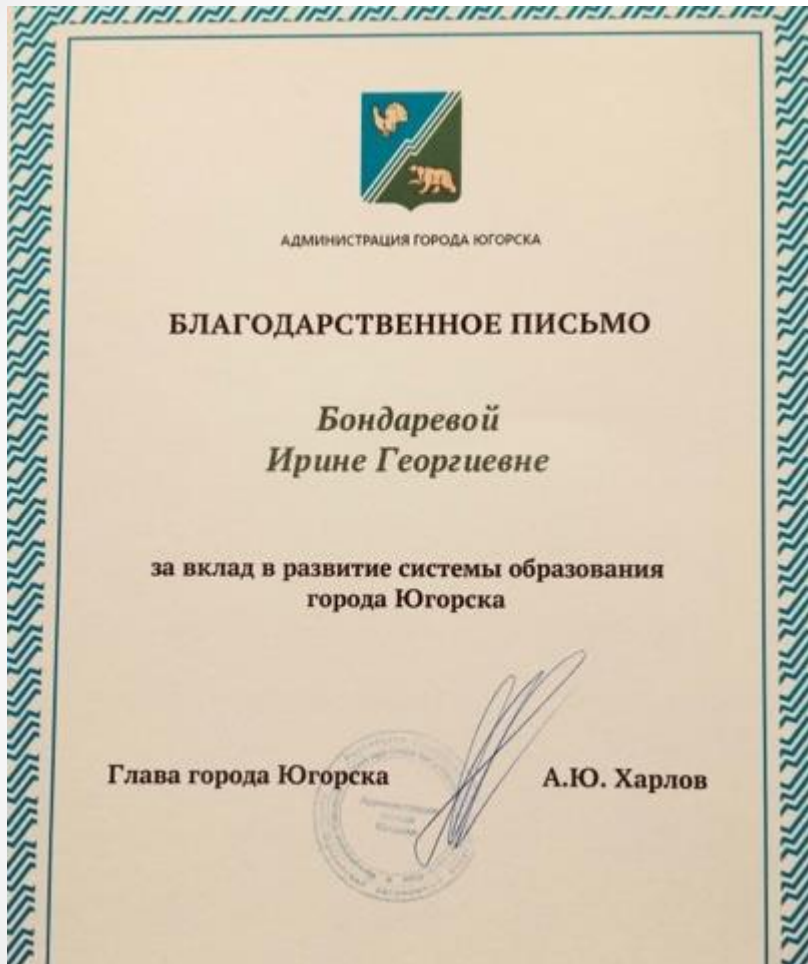 АДМИНИСТРАЦИЯ ГОРОДА ЮГОРСКА
БЛАГОДАРСТВЕННОЕ ПИСЬМО
Бондаревой
Ирине Георгиевне
за вклад в развитие системы образования
города Югорска
Глава города Югорска
А.Ю. Харлов